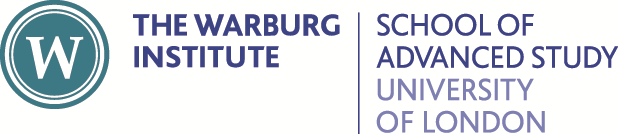 W
THE WARBURG
INSTITUTE
SCHOOL OF
ADVANCED STUDY
UNIVERSITY
OF LONDON